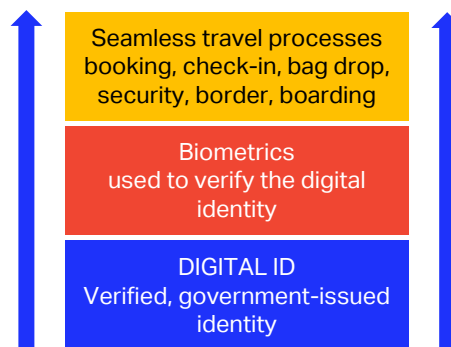 Seamless travel processes
booking, check-in, bag drop,
security, border, boarding
Biometrics
used to verify the digital
identity
DIGITAL ID
Verified, government-issued
identity